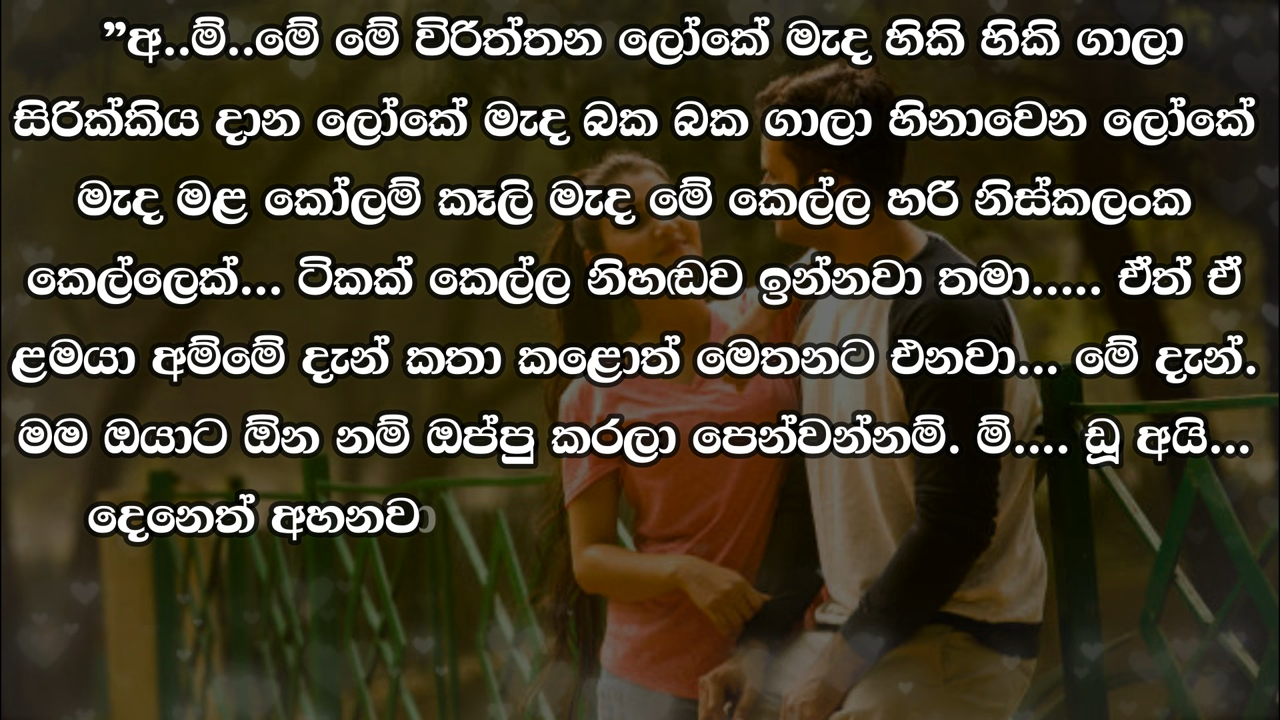 ”අ..ම්..මේ මේ විරිත්තන ලෝකේ මැද හිකි හිකි ගාලා
සිරික්කිය දාන ලෝකේ මැද බක බක ගාලා හිනාවෙන ලෝකේ
මැද මළ කෝලම් කෑලි මැද මේ කෙල්ල හරි නිස්කලංක
කෙල්ලෙක්... ටිකක් කෙල්ල නිහඬව ඉන්නවා තමා..... ඒත් ඒ
ළමයා අම්මේ දැන් කතා කළොත් මෙතනට එනවා... මේ දැන්.
මම ඔයාට ඕන නම් ඔප්පු කරලා පෙන්වන්නම්. ම්.... ඩූ අයි...
දෙනෙත් අහනවා